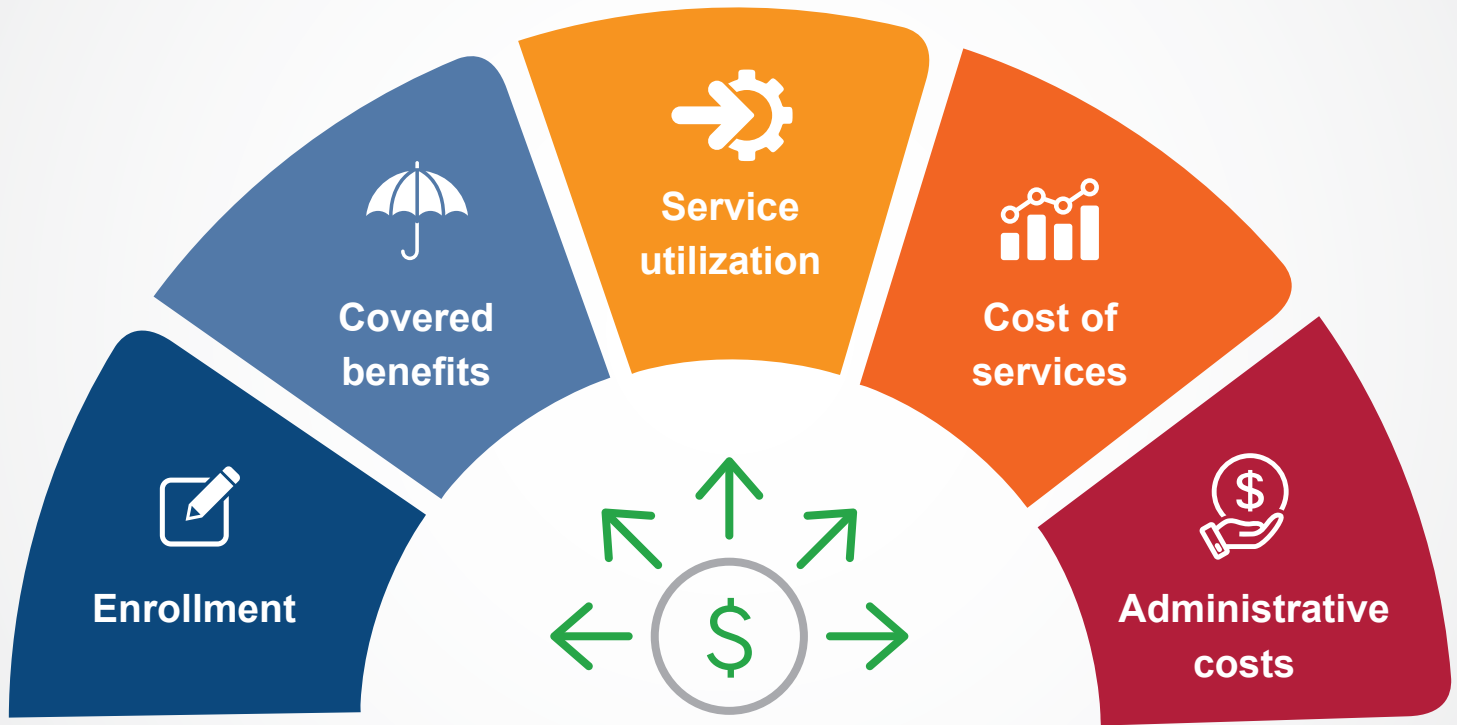 Enrollment
Covered
benefits
Service
utilization
Cost of
services
Administrative
costs
$
$